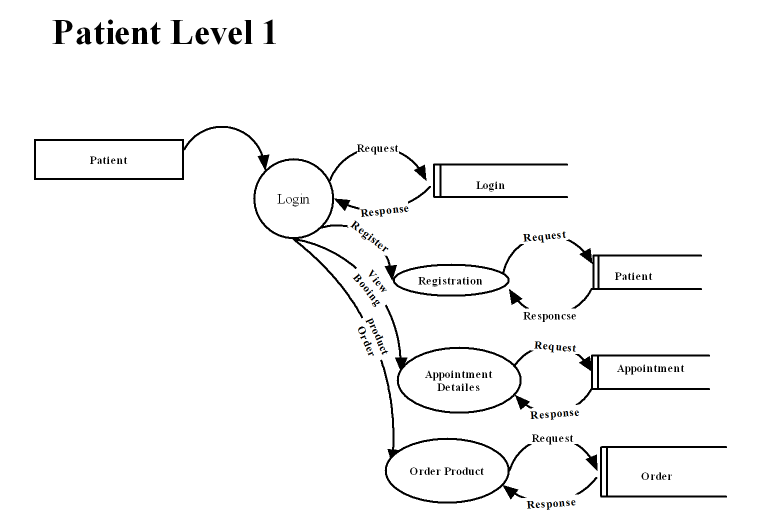 Patient Level 1
Patient
Login
Request
Response
Login
Register
Registration
Request
Responcse
Patient
View
Booing
Appointment
Detailes
Request
Response
Appointment
product
Order
Order Product
Request
Response
Order